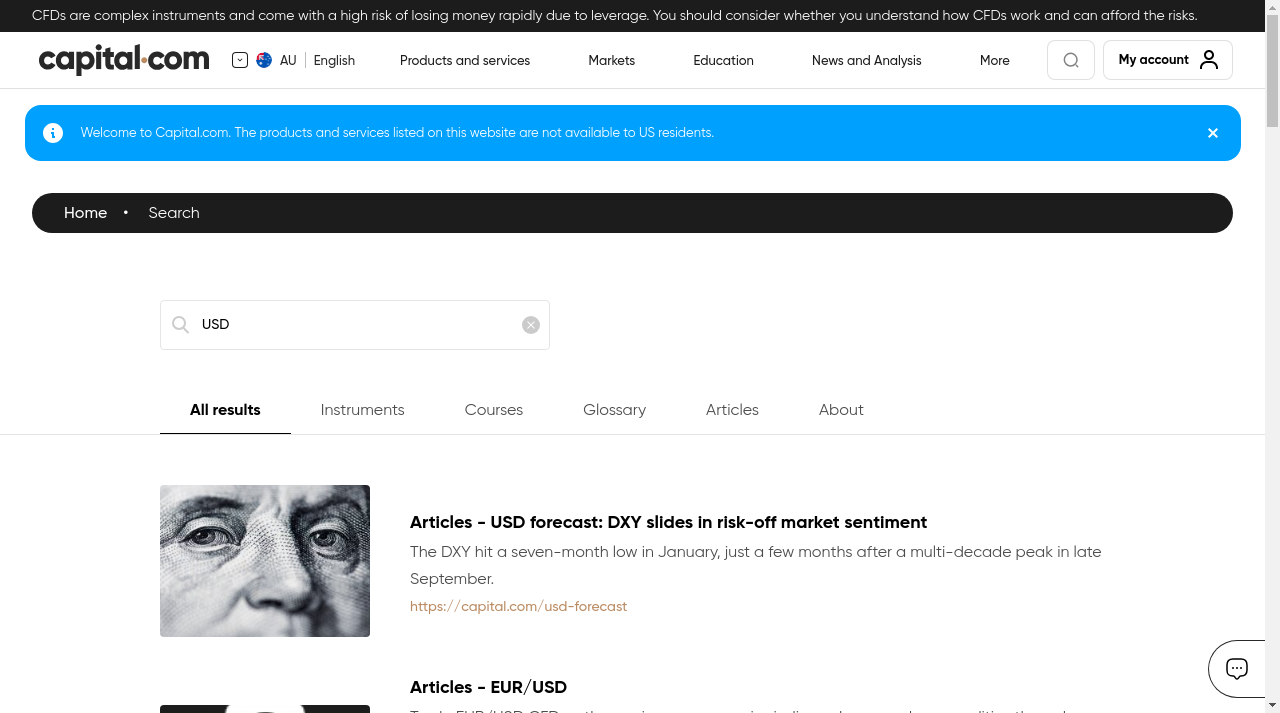 CFDs are complex instruments and come with a high risk of losing money rapidly due to leverage. You should consider whether you understand how CFDs work and can afford the risks.
capital.com AU English Products and services Markets Education News and Analysis More My account
Welcome to Capital.com. The products and services listed on this website are not available to US residents.
Home • Search
USD
All results Instruments Courses Glossary Articles About
Articles - USD forecast: DXY slides in risk-off market sentiment
The DXY hit a seven-month low in January, just a few months after a multi-decade peak in late
September.
https://capital.com/usd-forecast
Articles - EUR/USD